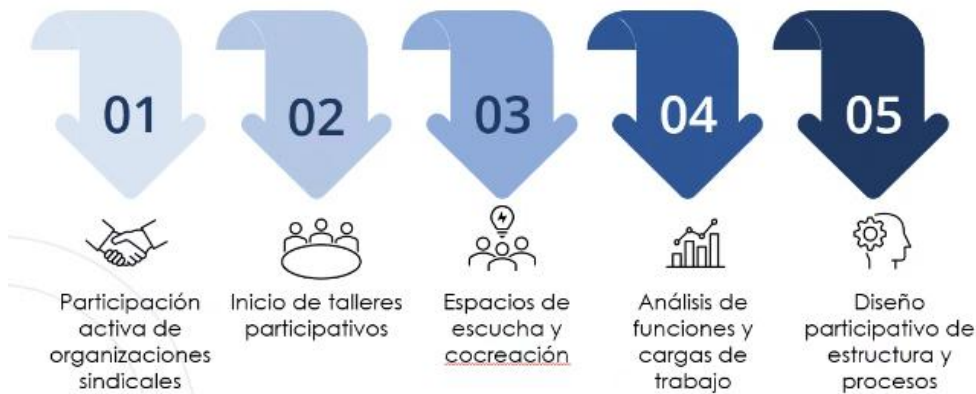 01
Participación
activa de
organizaciones
sindicales
02
Inicio de talleres
participativos
03
Espacios de
escucha y
cocreación
04
Análisis de
funciones y
cargas de
trabajo
05
Diseño
participativo de
estructura y
procesos